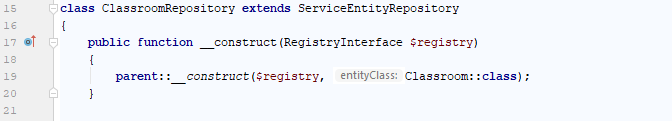 15 class ClassroomRepository extends ServiceEntityRepository
16 {
17 public function __construct(RegistryInterface $registry)
18 {
19 parent::__construct($registry, entityClass: Classroom::class);
20 }
21